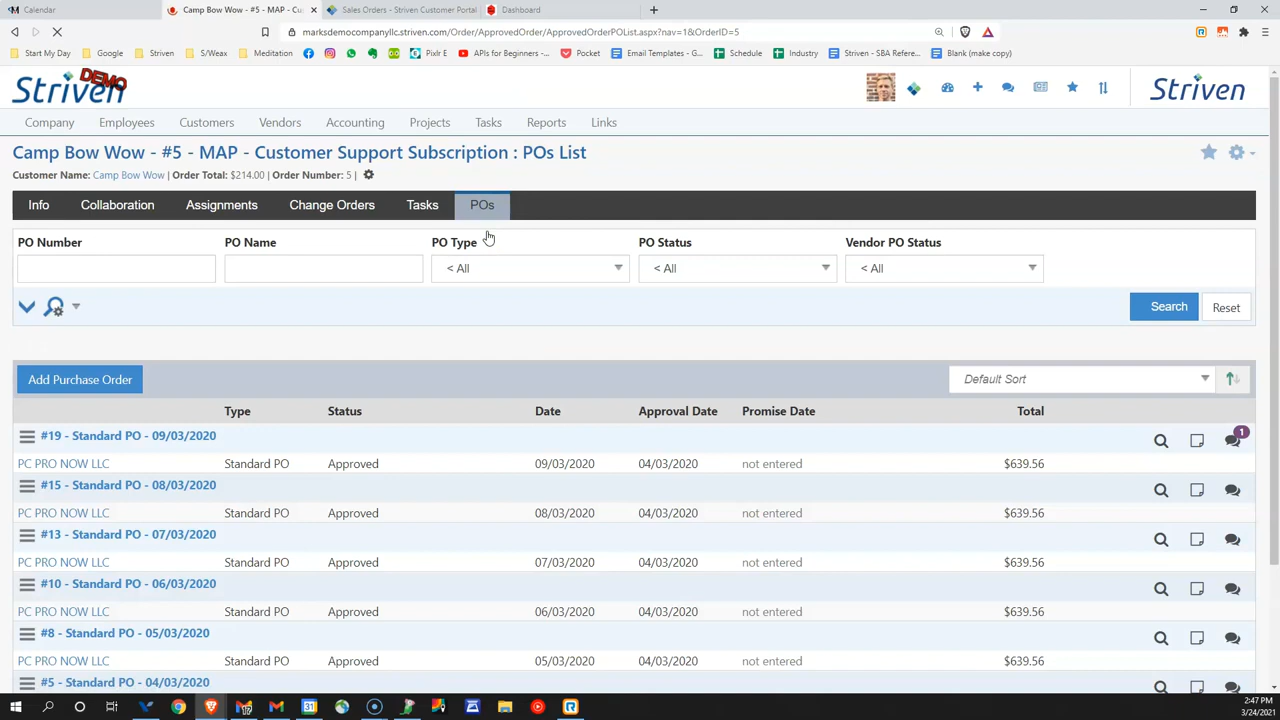 Calendar
Camp Bow Wow - #5 - MAP - Cu
Sales Orders - Striven Customer Portal
Dashboard
marksdemocompanyllc.striven.com/Order/ApprovedOrderPOList.aspx?nav=1&OrderID=5
Start My Day
Google
Striven
S/Weax
Meditation
Pixlr E
APIs for Beginners -...
Pocket
Email Templates - G...
Schedule
Industry
Striven - SBA Refere...
Blank (make copy)
Striven DEMO
Striven
Company Employees Customers Vendors Accounting Projects Tasks Reports Links
Camp Bow Wow - #5 - MAP - Customer Support Subscription : POs List
Customer Name: Camp Bow Wow | Order Total: $214.00 | Order Number: 5 |
Info Collaboration Assignments Change Orders Tasks POs
PO Number PO Name PO Type PO Status Vendor PO Status
< All < All < All
Search Reset
Add Purchase Order Default Sort
Type Status Date Approval Date Promise Date Total
#19 - Standard PO - 09/03/2020 1
PC PRO NOW LLC Standard PO Approved 09/03/2020 04/03/2020 not entered $639.56
#15 - Standard PO - 08/03/2020
PC PRO NOW LLC Standard PO Approved 08/03/2020 04/03/2020 not entered $639.56
#13 - Standard PO - 07/03/2020
PC PRO NOW LLC Standard PO Approved 07/03/2020 04/03/2020 not entered $639.56
#10 - Standard PO - 06/03/2020
PC PRO NOW LLC Standard PO Approved 06/03/2020 04/03/2020 not entered $639.56
#8 - Standard PO - 05/03/2020
PC PRO NOW LLC Standard PO Approved 05/03/2020 04/03/2020 not entered $639.56
#5 - Standard PO - 04/03/2020
2:47 PM
3/24/2021